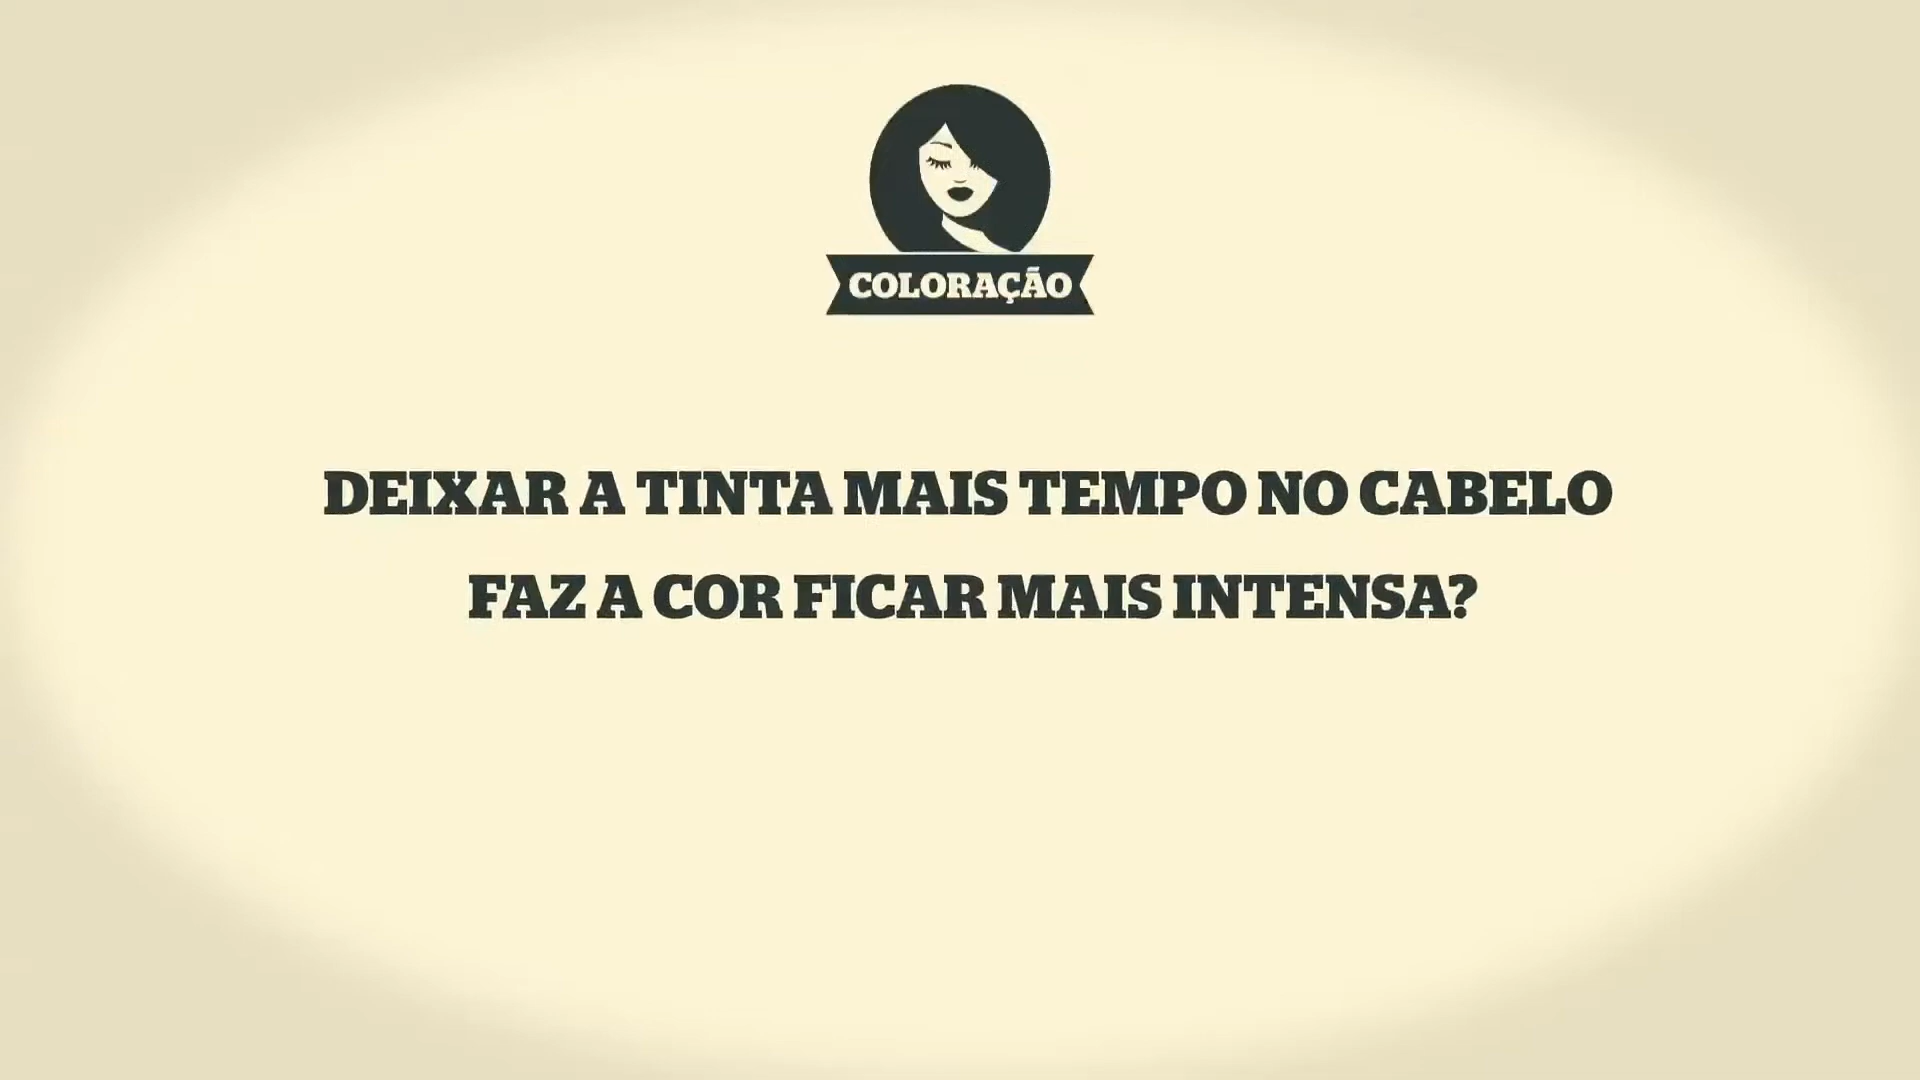 COLORAÇÃO
DEIXAR A TINTA MAIS TEMPO NO CABELO
FAZ A COR FICAR MAIS INTENSA?